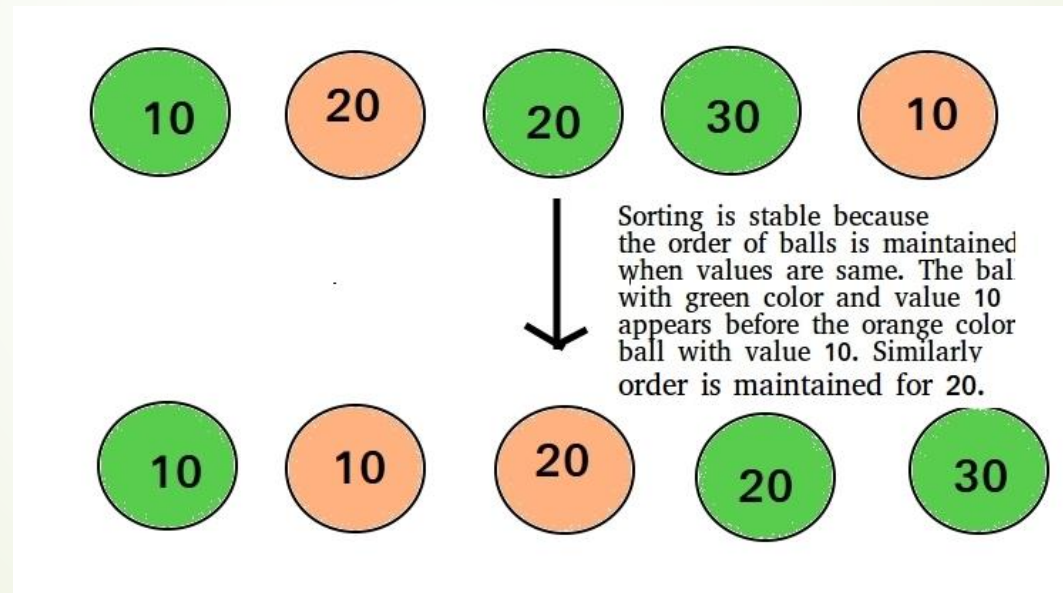 10 20 20 30 10
Sorting is stable because
the order of balls is maintained
when values are same. The bal
with green color and value 10
appears before the orange color
ball with value 10. Similarly
order is maintained for 20.
10 10 20 20 30